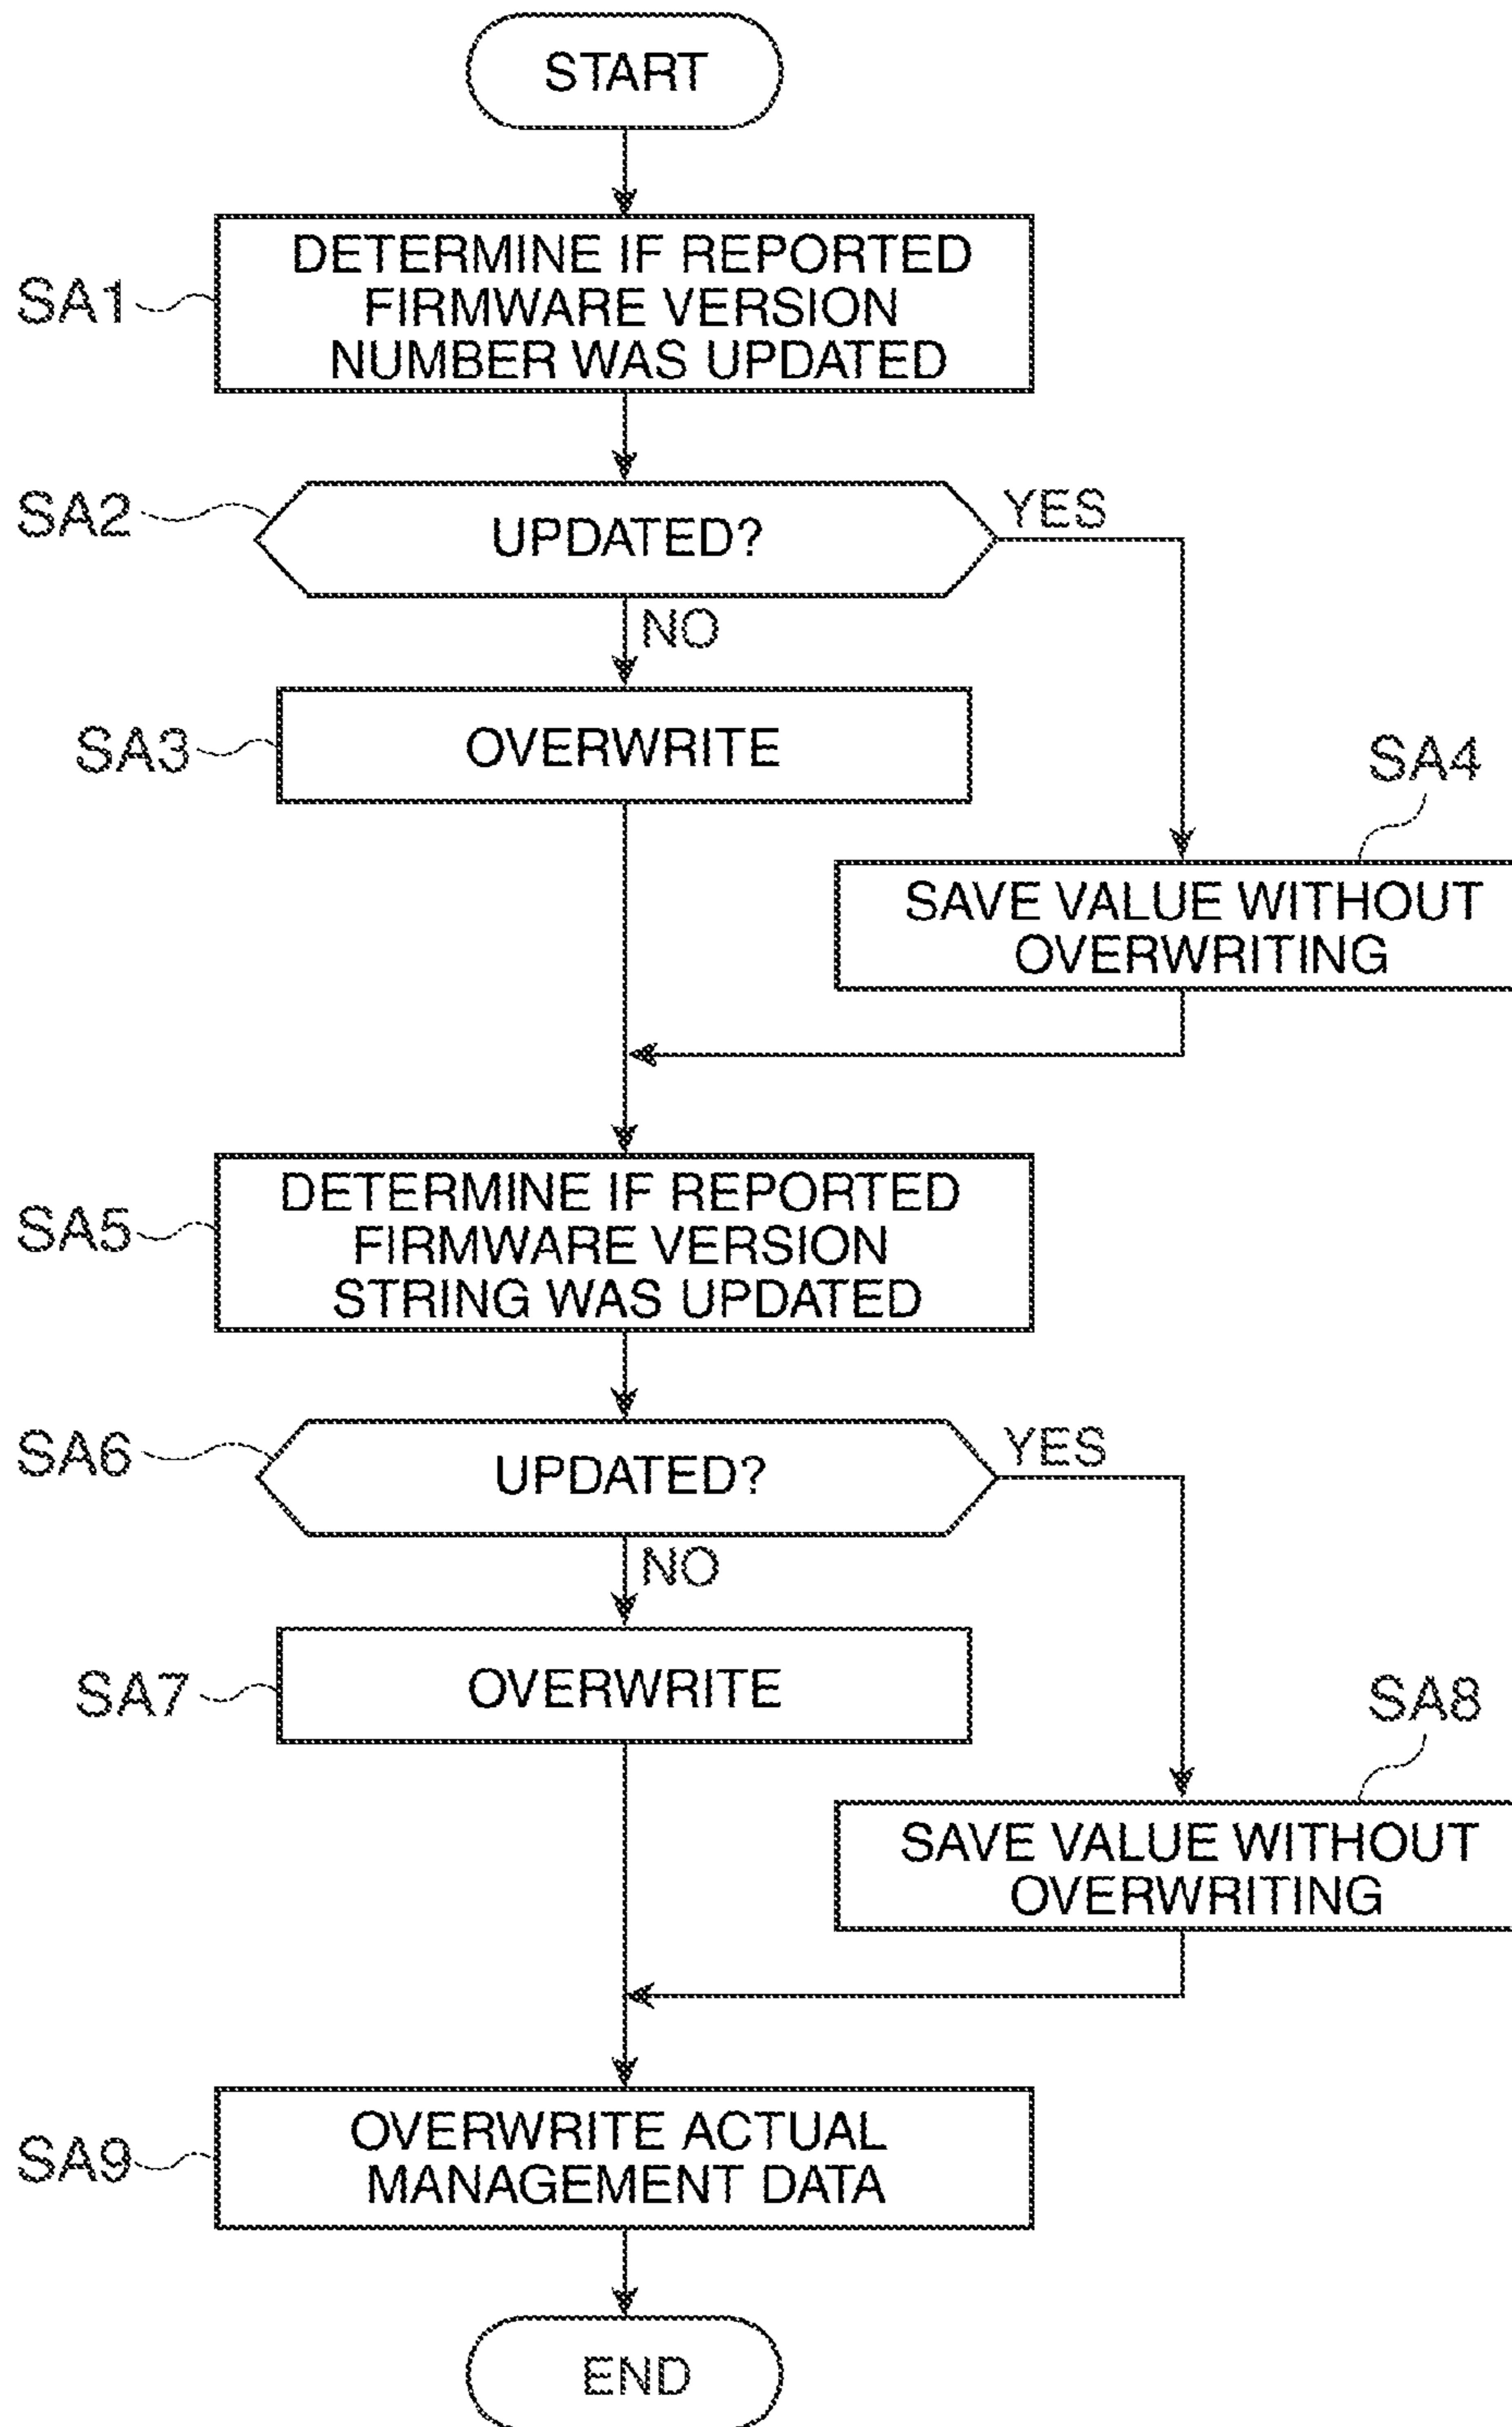 START
SA1
DETERMINE IF REPORTED
FIRMWARE VERSION
NUMBER WAS UPDATED
SA2
UPDATED?
YES
NO
SA3
OVERWRITE
SA4
SAVE VALUE WITHOUT
OVERWRITING
SA5
DETERMINE IF REPORTED
FIRMWARE VERSION
STRING WAS UPDATED
SA6
UPDATED?
YES
NO
SA7
OVERWRITE
SA8
SAVE VALUE WITHOUT
OVERWRITING
SA9
OVERWRITE ACTUAL
MANAGEMENT DATA
END